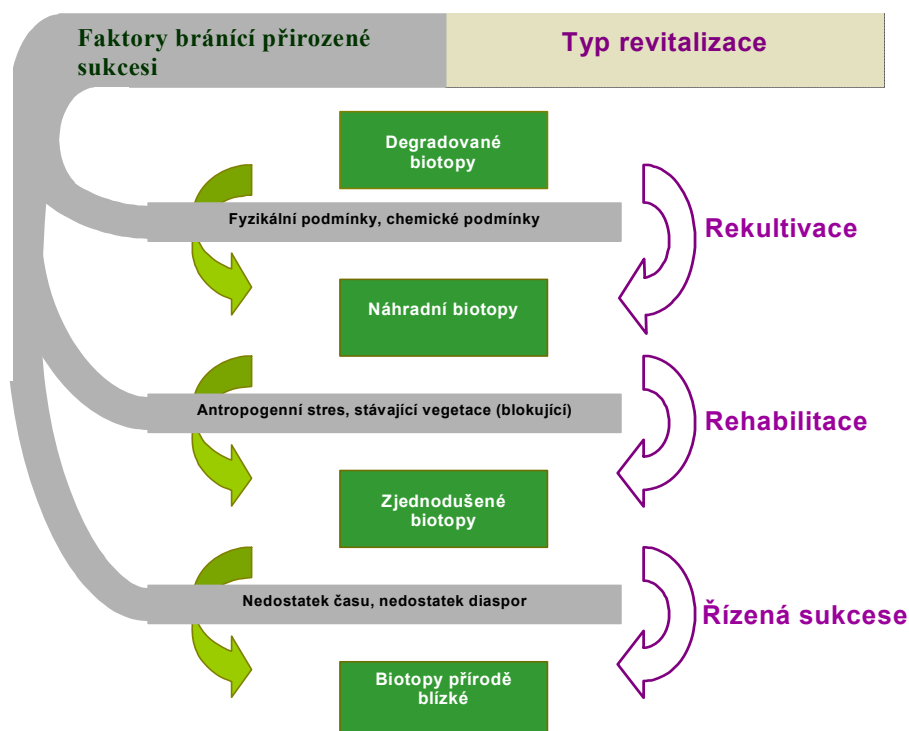 Faktory bránící přirozené
sukcesi
Typ revitalizace
Degradované
biotopy
Fyzikální podmínky, chemické podmínky
Rekultivace
Náhradní biotopy
Antropogenní stres, stávající vegetace (blokující)
Rehabilitace
Zjednodušené
biotopy
Nedostatek času, nedostatek diaspor
Řízená sukcese
Biotopy přírodě
blízké